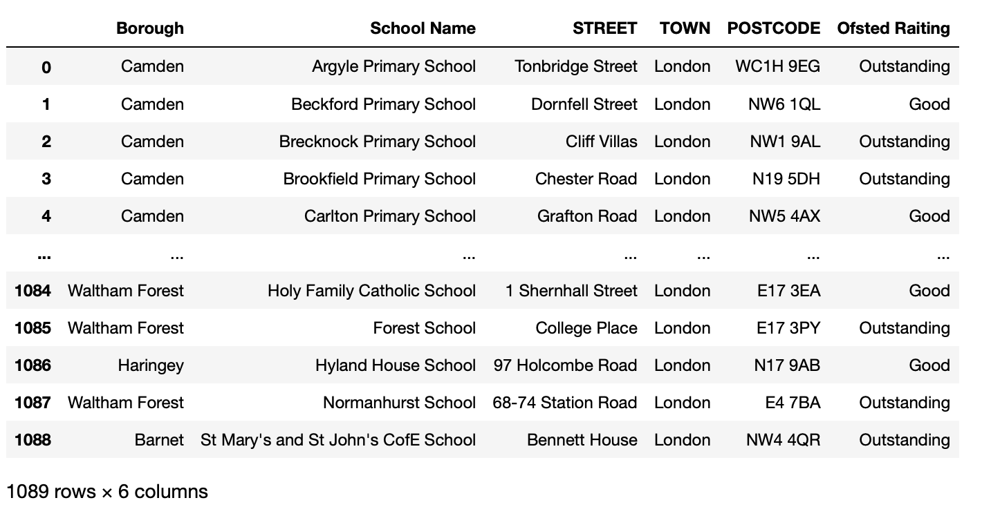 Borough School Name STREET TOWN POSTCODE Ofsted Raiting
0 Camden Argyle Primary School Tonbridge Street London WC1H 9EG Outstanding
1 Camden Beckford Primary School Dornfell Street London NW6 1QL Good
2 Camden Brecknock Primary School Cliff Villas London NW1 9AL Outstanding
3 Camden Brookfield Primary School Chester Road London N19 5DH Outstanding
4 Camden Carlton Primary School Grafton Road London NW5 4AX Good
... ... ... ... ... ... ...
1084 Waltham Forest Holy Family Catholic School 1 Shernhall Street London E17 3EA Good
1085 Waltham Forest Forest School College Place London E17 3PY Outstanding
1086 Haringey Hyland House School 97 Holcombe Road London N17 9AB Good
1087 Waltham Forest Normanhurst School 68-74 Station Road London E4 7BA Outstanding
1088 Barnet St Mary's and St John's CofE School Bennett House London NW4 4QR Outstanding
1089 rows × 6 columns